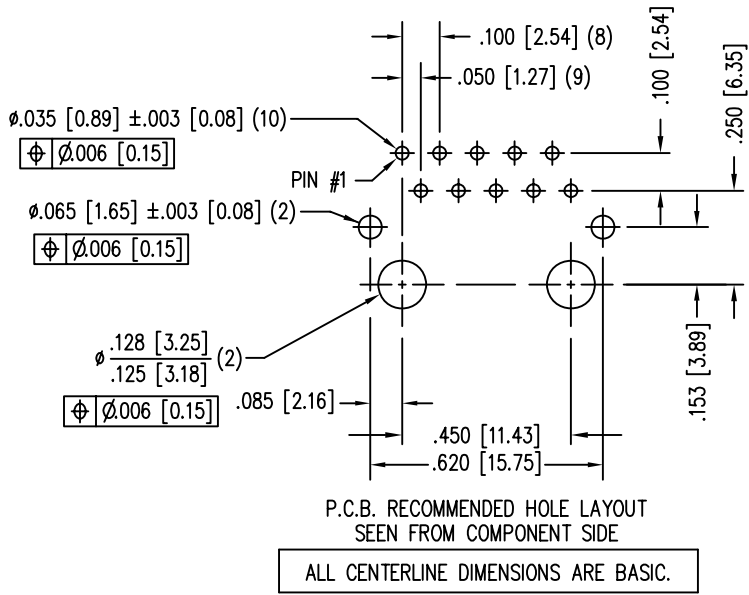 .100 [2.54] (8)
.050 [1.27] (9)
.100 [2.54]
.250 [6.35]
ø.035 [0.89] ±.003 [0.08] (10)
⌖ Ø.006 [0.15]
PIN #1
ø.065 [1.65] ±.003 [0.08] (2)
⌖ Ø.006 [0.15]
ø .128 [3.25] (2)
.125 [3.18]
⌖ Ø.006 [0.15]
.085 [2.16]
.153 [3.89]
.450 [11.43]
.620 [15.75]
P.C.B. RECOMMENDED HOLE LAYOUT
SEEN FROM COMPONENT SIDE
ALL CENTERLINE DIMENSIONS ARE BASIC.